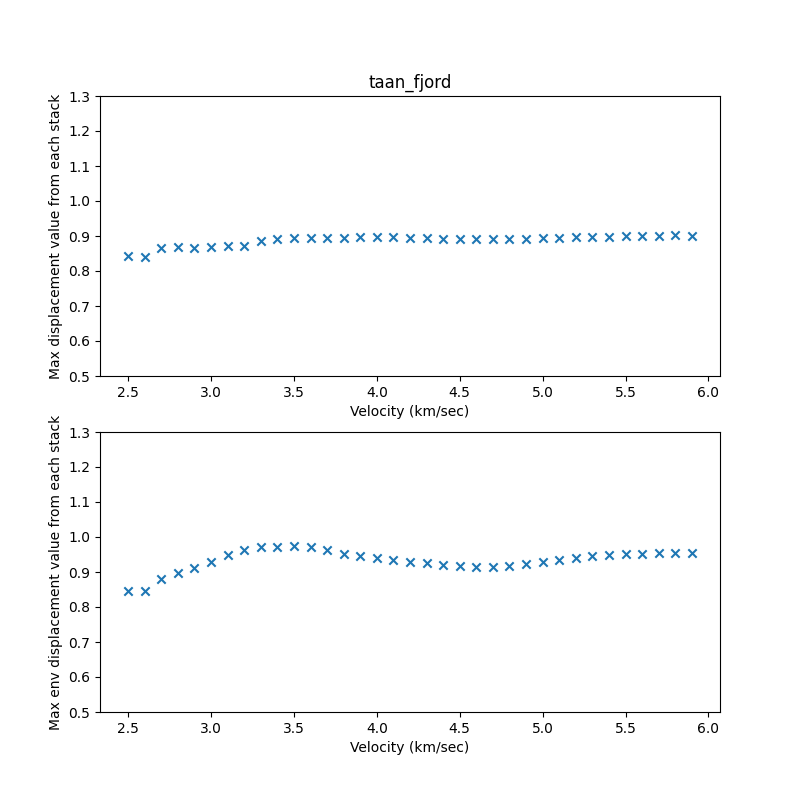 taan_fjord
Max displacement value from each stack
1.3
1.2
1.1
1.0
0.9
0.8
0.7
0.6
0.5
2.5 3.0 3.5 4.0 4.5 5.0 5.5 6.0
Velocity (km/sec)
Max env displacement value from each stack
1.3
1.2
1.1
1.0
0.9
0.8
0.7
0.6
0.5
2.5 3.0 3.5 4.0 4.5 5.0 5.5 6.0
Velocity (km/sec)